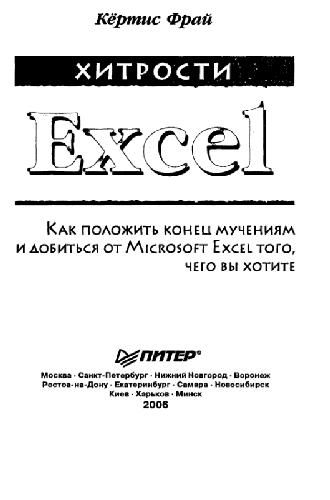 Кёртис Фрай
ХИТРОСТИ
Excel
Как положить конец мучениям
и добиться от Microsoft Excel того,
чего вы хотите
ПИТЕР®
Москва · Санкт-Петербург · Нижний Новгород · Воронеж
Ростов-на-Дону · Екатеринбург · Самара · Новосибирск
Киев · Харьков · Минск
2006